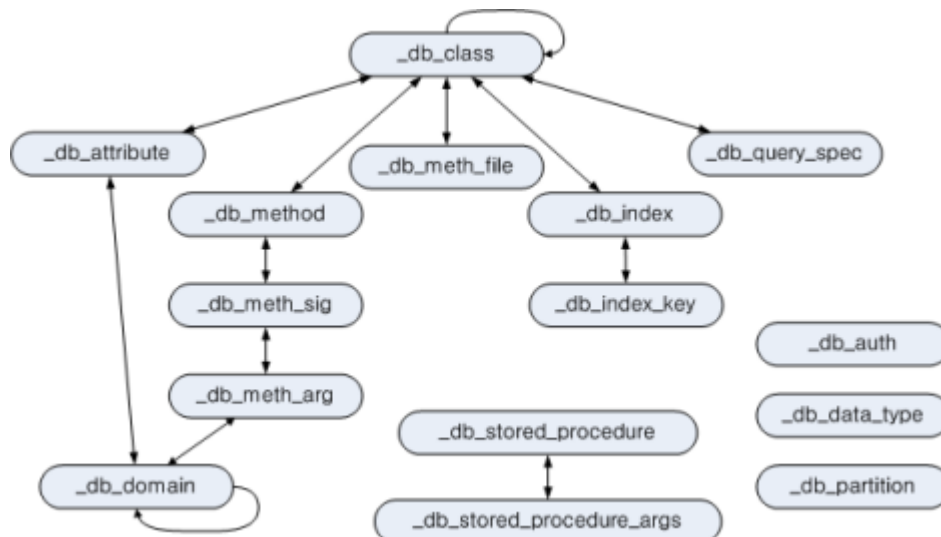 _db_class
_db_attribute
_db_meth_file
_db_query_spec
_db_method
_db_index
_db_meth_sig
_db_index_key
_db_auth
_db_meth_arg
_db_data_type
_db_stored_procedure
_db_domain
_db_partition
_db_stored_procedure_args